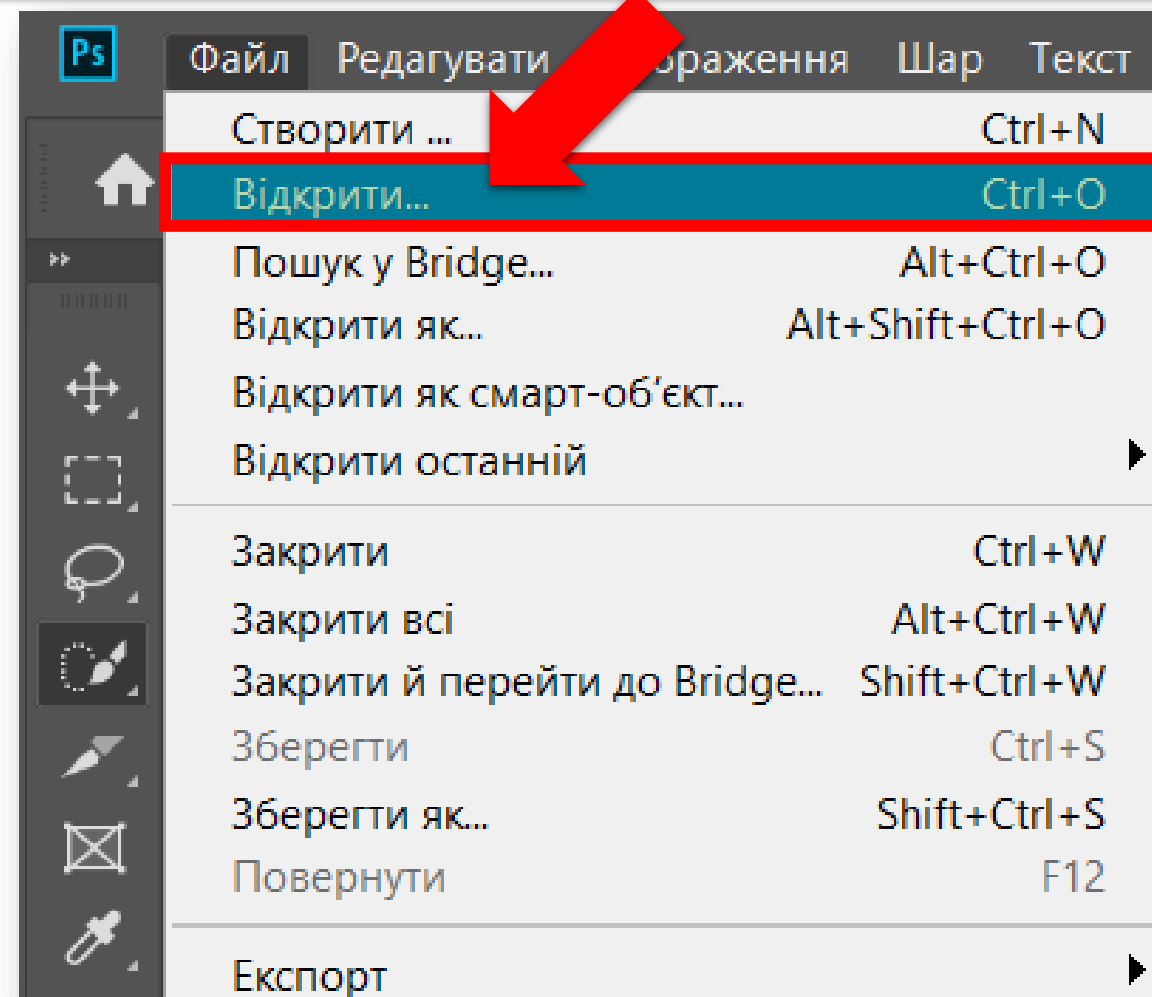 Ps
Файл Редагувати ображення Шар Текст
Створити ... Ctrl+N
Відкрити... Ctrl+O
Пошук у Bridge... Alt+Ctrl+O
Відкрити як... Alt+Shift+Ctrl+O
Відкрити як смарт-об’єкт...
Відкрити останній
Закрити Ctrl+W
Закрити всі Alt+Ctrl+W
Закрити й перейти до Bridge... Shift+Ctrl+W
Зберегти Ctrl+S
Зберегти як... Shift+Ctrl+S
Повернути F12
Експорт